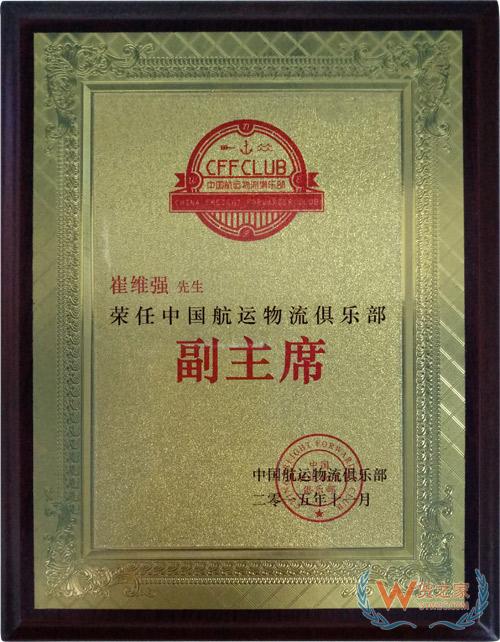 CFFCLUB
中国航运物流俱乐部
CHINA FREIGHT FORWARDER CLUB
崔维强 先生
荣任中国航运物流俱乐部
副主席
中国航运物流俱乐部
二零一五年十一月